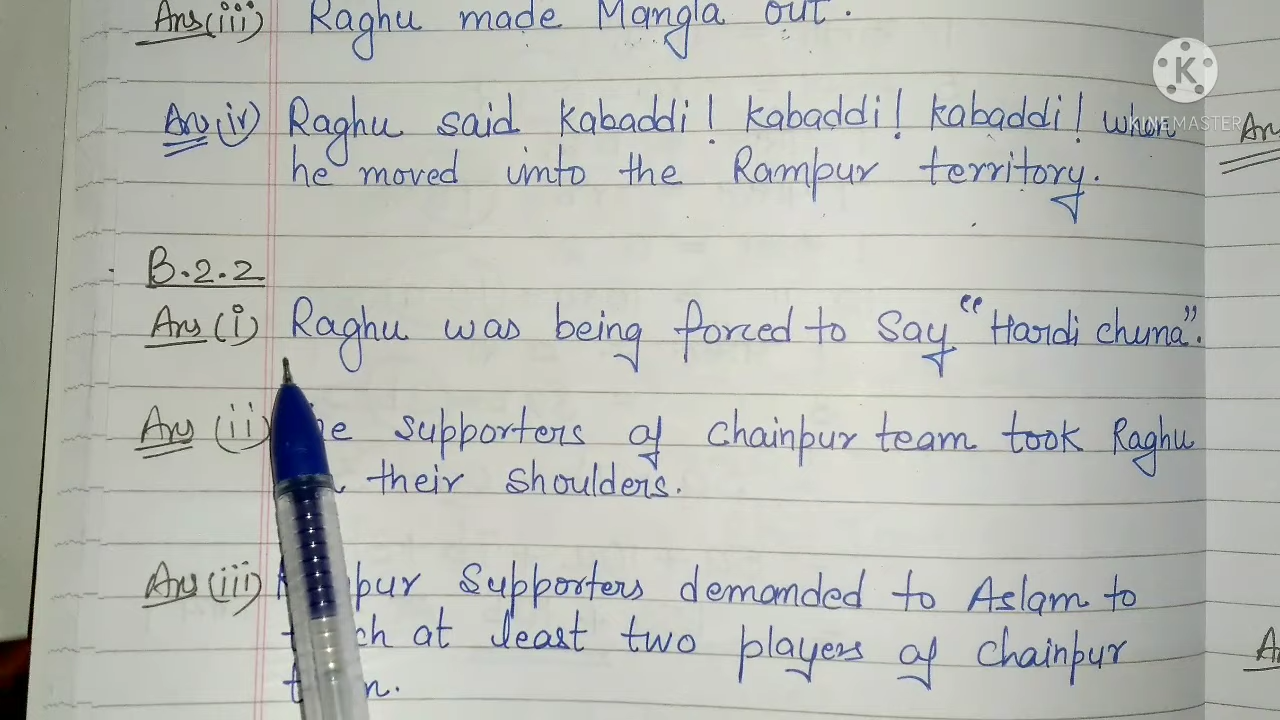 Ans(iii) Raghu made Mangla out.
K
KINEMASTER
Ans(iv) Raghu said kabaddi! kabaddi! kabaddi! when
he moved into the Rampur territory.
B.2.2
Ans(i) Raghu was being forced to say "Hardi chuna".
Ans(ii) supporters of chainpur team took Raghu
their shoulders.
Ans(iii) supporters demanded to Aslam to
at least two players of chainpur